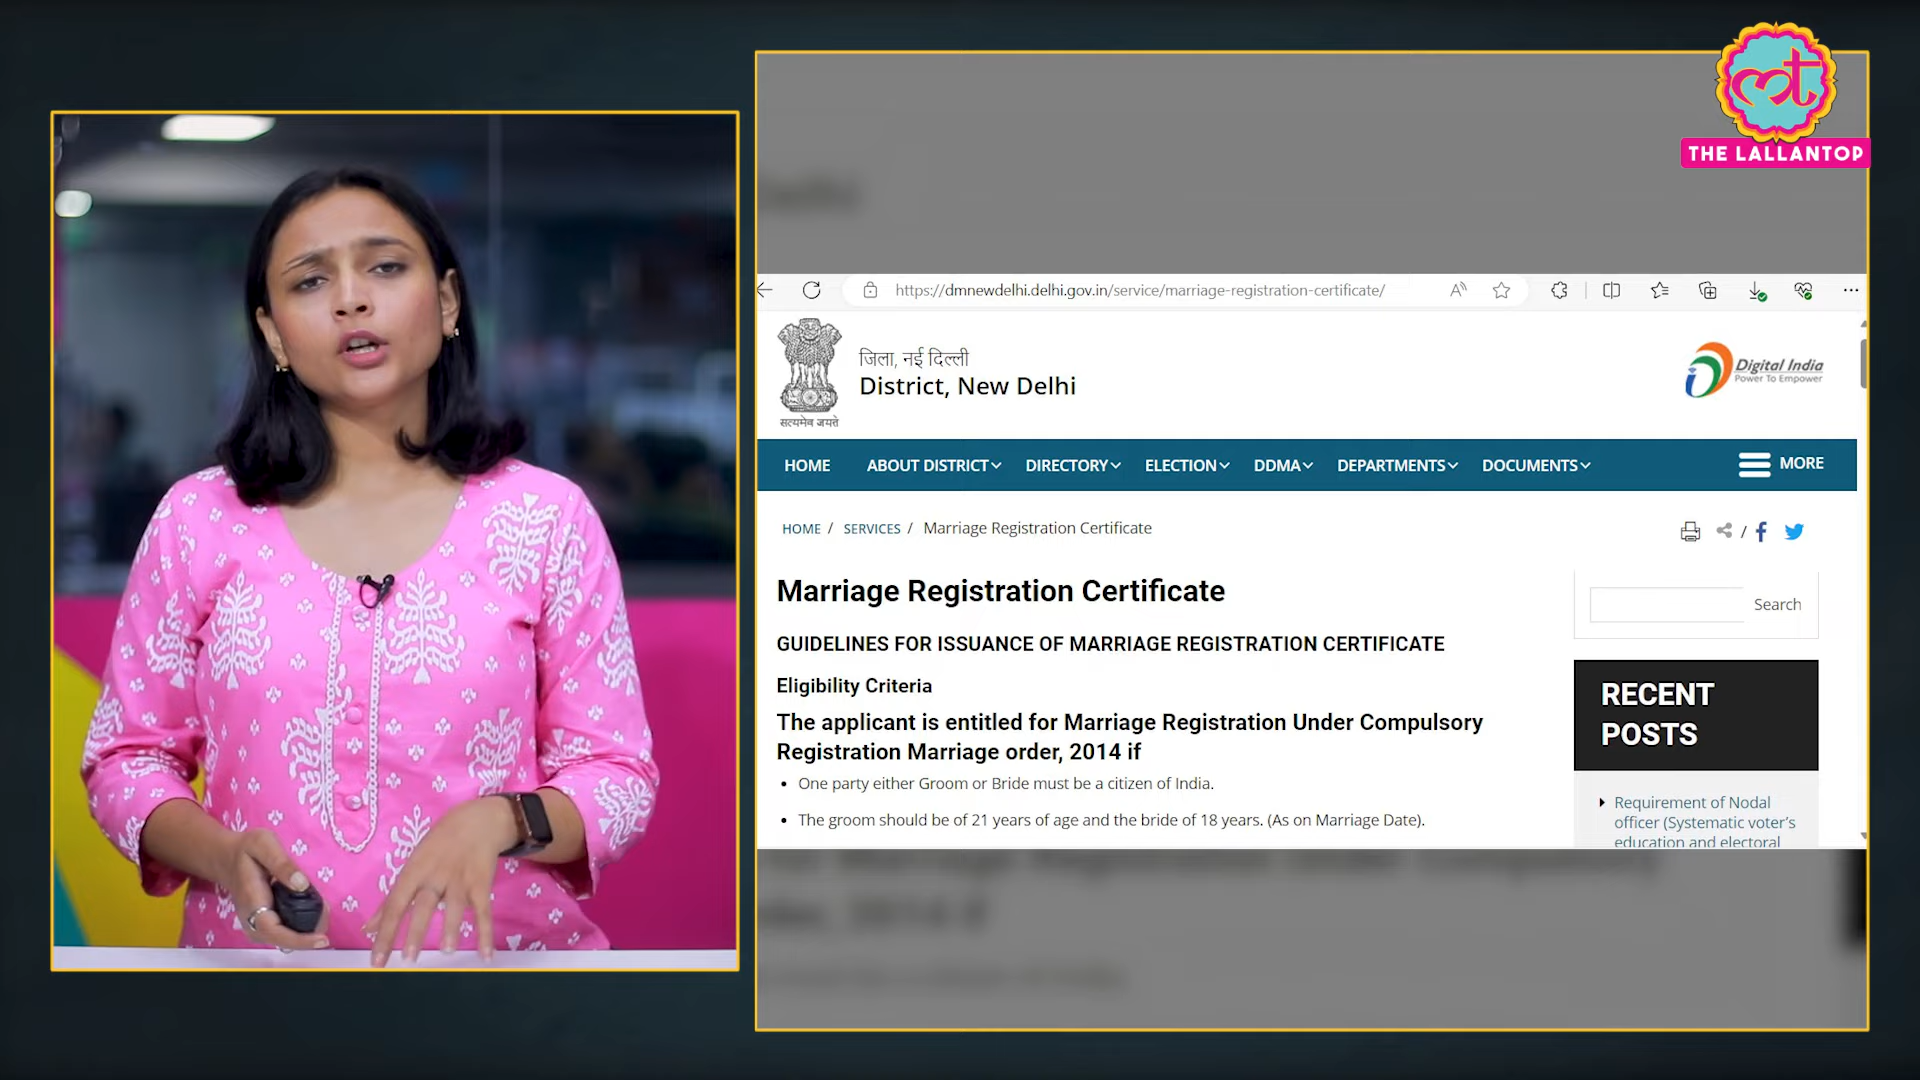 THE LALLANTOP
https://dmnewdelhi.delhi.gov.in/service/marriage-registration-certificate/
सत्यमेव जयते
जिला, नई दिल्ली
District, New Delhi
Digital India
Power To Empower
HOME ABOUT DISTRICT DIRECTORY ELECTION DDMA DEPARTMENTS DOCUMENTS MORE
HOME / SERVICES / Marriage Registration Certificate
Marriage Registration Certificate
GUIDELINES FOR ISSUANCE OF MARRIAGE REGISTRATION CERTIFICATE
Eligibility Criteria
The applicant is entitled for Marriage Registration Under Compulsory
Registration Marriage order, 2014 if
• One party either Groom or Bride must be a citizen of India.
• The groom should be of 21 years of age and the bride of 18 years. (As on Marriage Date).
Search
RECENT
POSTS
Requirement of Nodal
officer (Systematic voter's
education and electoral